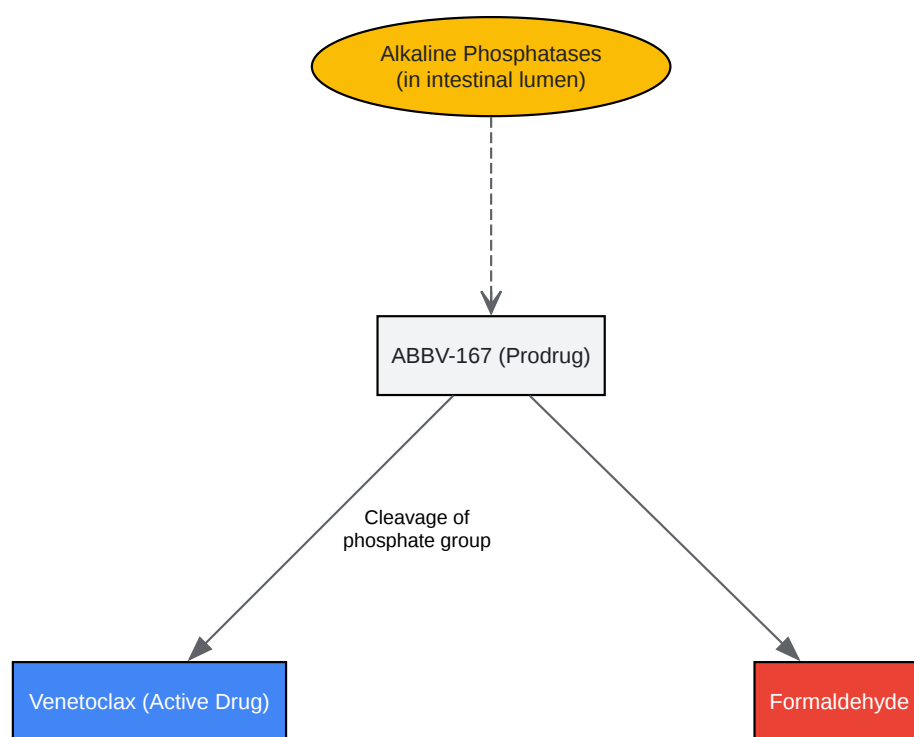 Alkaline Phosphatases
(in intestinal lumen)
ABBV-167 (Prodrug)
Cleavage of
phosphate group
Venetoclax (Active Drug)
Formaldehyde